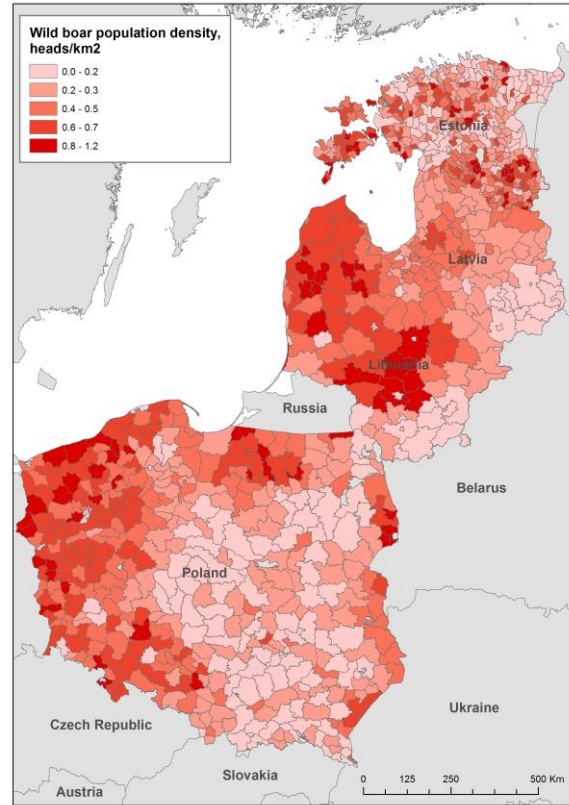 Wild boar population density,
heads/km2
0.0 - 0.2
0.2 - 0.3
0.4 - 0.5
0.6 - 0.7
0.8 - 1.2
Estonia
Latvia
Lithuania
Russia
Belarus
Poland
Ukraine
Czech Republic
Slovakia
Austria
0 125 250 500 Km